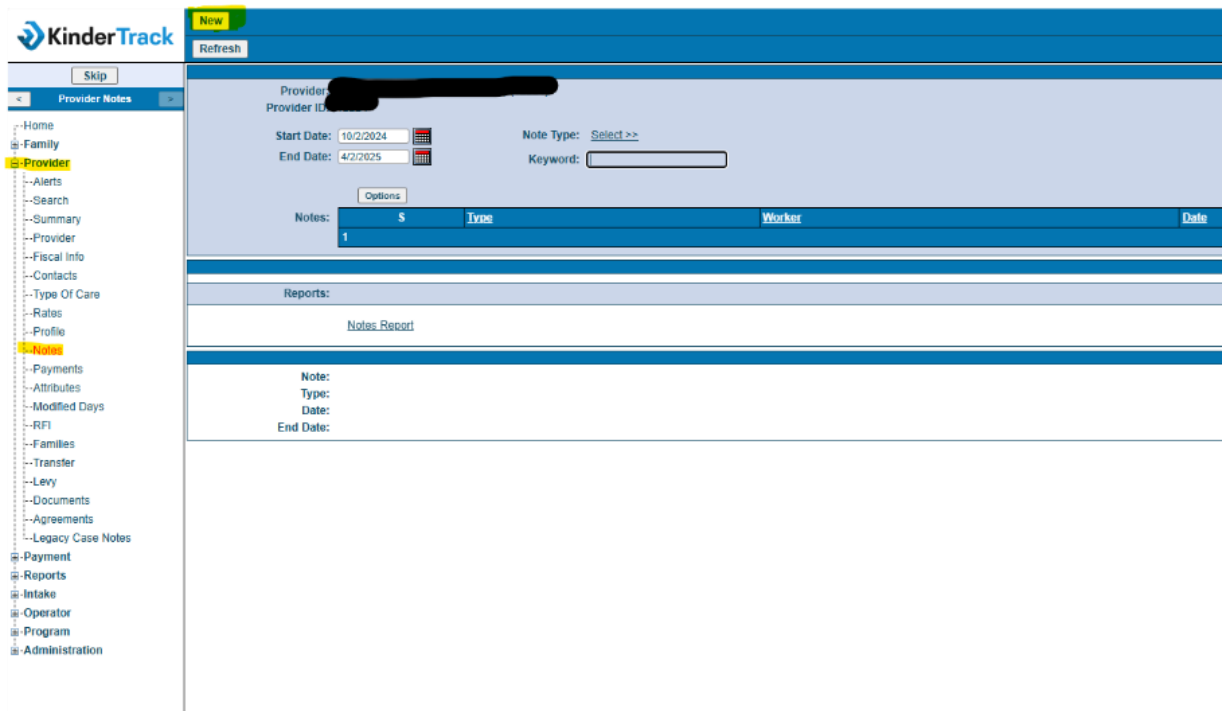 KinderTrack
New
Refresh
Skip
< Provider Notes >
Home
Family
Provider
Alerts
Search
Summary
Provider
Fiscal Info
Contacts
Type Of Care
Rates
Profile
Notes
Payments
Attributes
Modified Days
RFI
Families
Transfer
Levy
Documents
Agreements
Legacy Case Notes
Payment
Reports
Intake
Operator
Program
Administration
Provider:
Provider ID:
Start Date: 10/2/2024 Note Type: Select >>
End Date: 4/2/2025 Keyword:
Options
Notes: S Type Worker Date
1
Reports:
Notes Report
Note:
Type:
Date:
End Date: